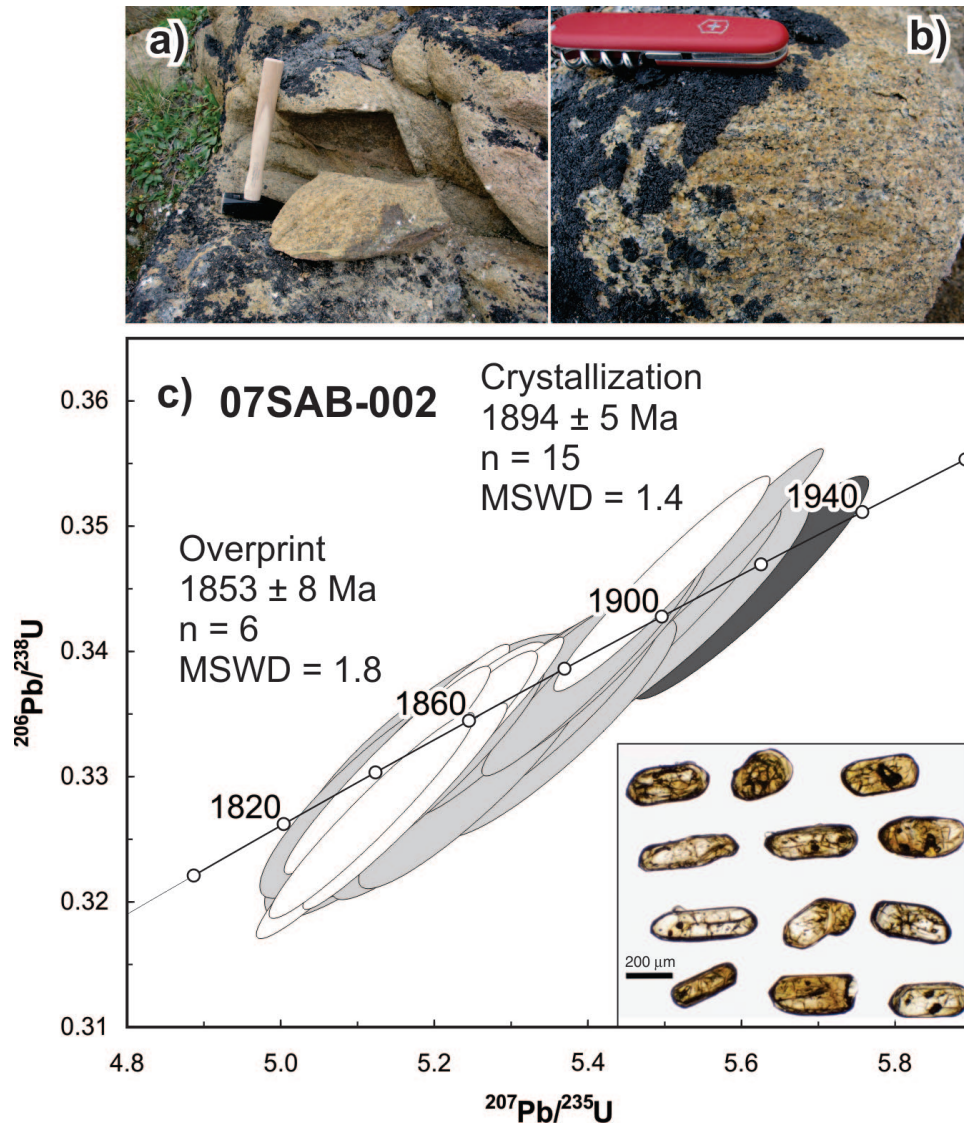 a)
b)
c) 07SAB-002
Crystallization
1894 ± 5 Ma
n = 15
MSWD = 1.4
Overprint
1853 ± 8 Ma
n = 6
MSWD = 1.8
1940
1900
1860
1820
0.36
0.35
0.34
0.33
0.32
0.31
206Pb/238U
200 µm
4.8 5.0 5.2 5.4 5.6 5.8
207Pb/235U